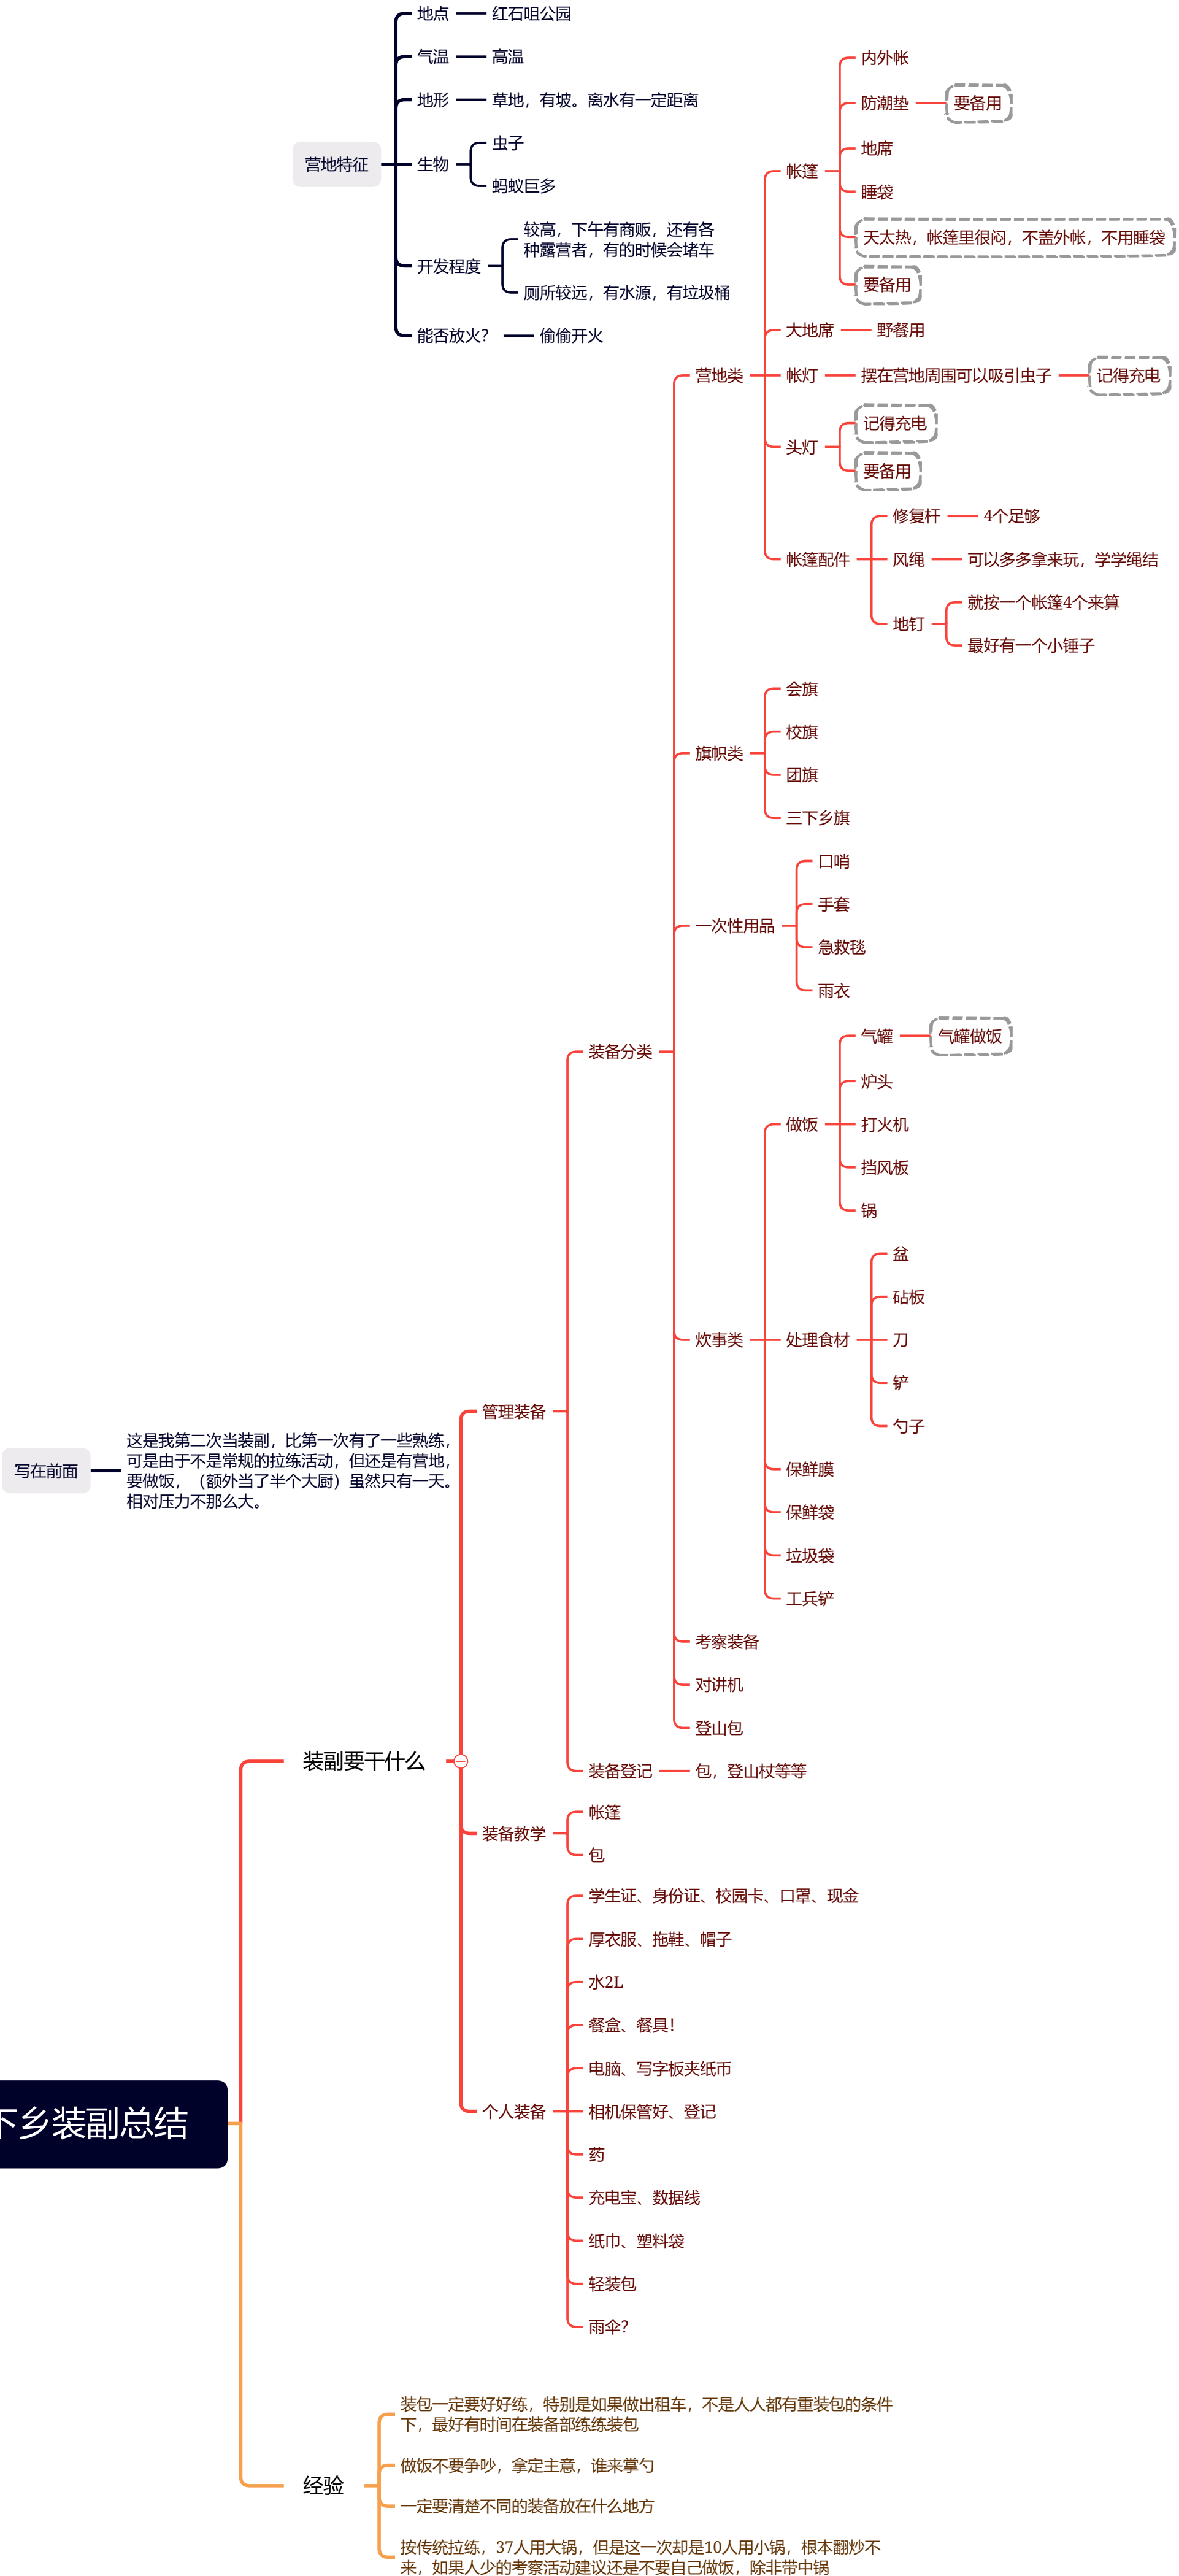 营地特征
地点
红石咀公园
气温
高温
地形
草地，有坡。离水有一定距离
生物
虫子
蚂蚁巨多
开发程度
较高，下午有商贩，还有各
种露营者，有的时候会堵车
厕所较远，有水源，有垃圾桶
能否放火？
偷偷开火
写在前面
这是我第二次当装副，比第一次有了一些熟练，
可是由于不是常规的拉练活动，但还是有营地，
要做饭，（额外当了半个大厨）虽然只有一天。
相对压力不那么大。
下乡装副总结
装副要干什么
管理装备
装备分类
营地类
帐篷
内外帐
防潮垫
要备用
地席
睡袋
天太热，帐篷里很闷，不盖外帐，不用睡袋
要备用
大地席
野餐用
帐灯
摆在营地周围可以吸引虫子
记得充电
头灯
记得充电
要备用
帐篷配件
修复杆
4个足够
风绳
可以多多拿来玩，学学绳结
地钉
就按一个帐篷4个来算
最好有一个小锤子
旗帜类
会旗
校旗
团旗
三下乡旗
一次性用品
口哨
手套
急救毯
雨衣
炊事类
做饭
气罐
气罐做饭
炉头
打火机
挡风板
锅
处理食材
盆
砧板
刀
铲
勺子
保鲜膜
保鲜袋
垃圾袋
工兵铲
考察装备
对讲机
登山包
装备登记
包，登山杖等等
装备教学
帐篷
包
个人装备
学生证、身份证、校园卡、口罩、现金
厚衣服、拖鞋、帽子
水2L
餐盒、餐具！
电脑、写字板夹纸币
相机保管好、登记
药
充电宝、数据线
纸巾、塑料袋
轻装包
雨伞？
经验
装包一定要好好练，特别是如果做出租车，不是人人都有重装包的条件
下，最好有时间在装备部练练装包
做饭不要争吵，拿定主意，谁来掌勺
一定要清楚不同的装备放在什么地方
按传统拉练，37人用大锅，但是这一次却是10人用小锅，根本翻炒不
来，如果人少的考察活动建议还是不要自己做饭，除非带中锅